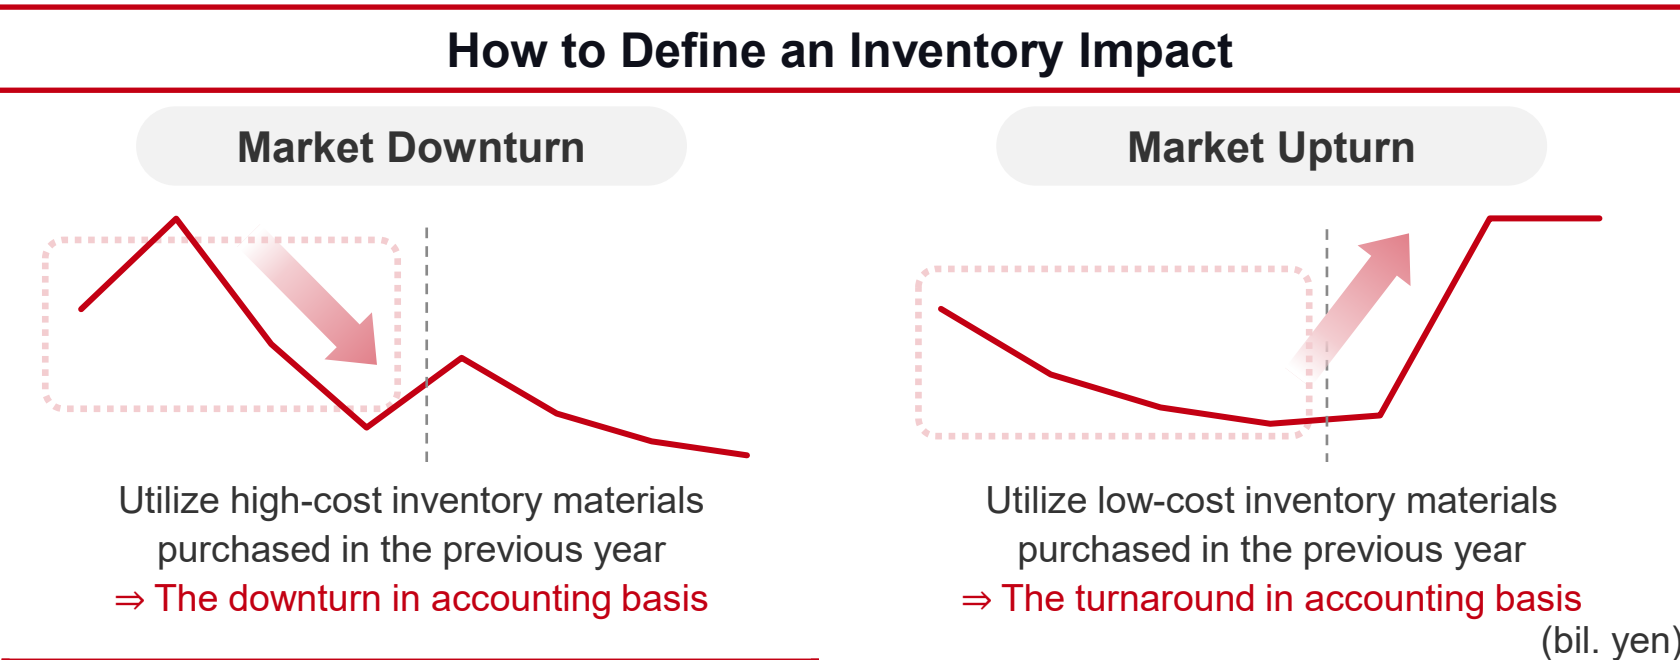 How to Define an Inventory Impact
Market Downturn
Utilize high-cost inventory materials
purchased in the previous year
⇒ The downturn in accounting basis
Market Upturn
Utilize low-cost inventory materials
purchased in the previous year
⇒ The turnaround in accounting basis
(bil. yen)